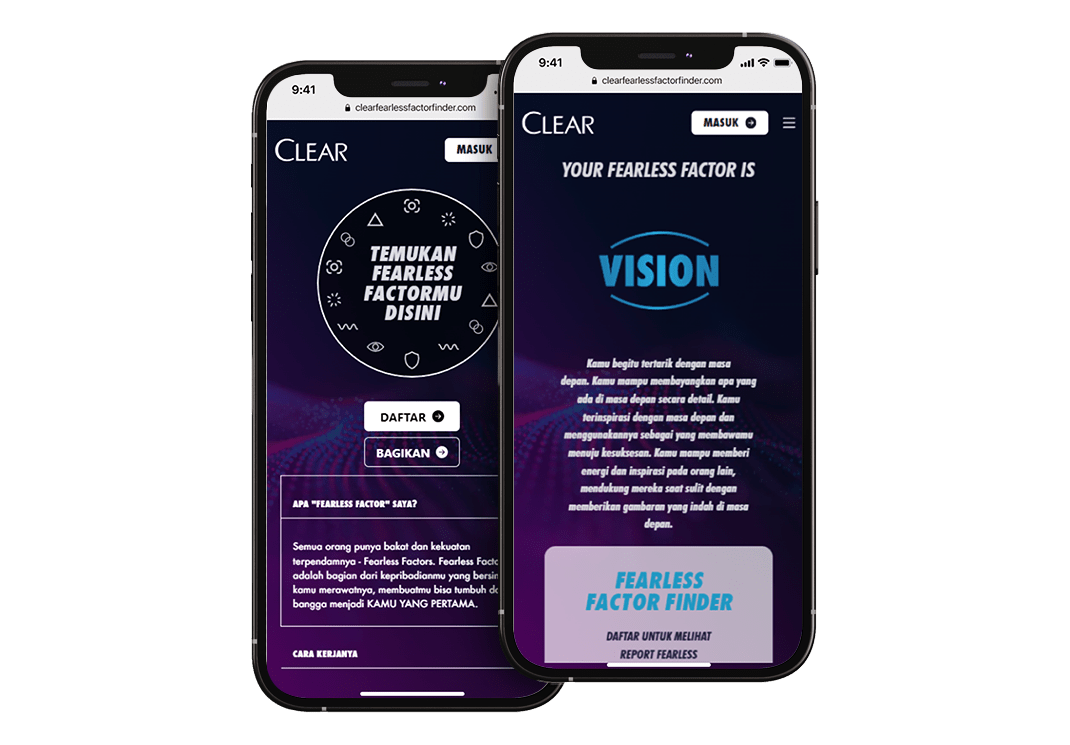 9:41
clearfearlessfactorfinder.com
CLEAR
MASUK
TEMUKAN
FEARLESS
FACTORMU
DISINI
DAFTAR
BAGIKAN
APA "FEARLESS FACTOR" SAYA?
Semua orang punya bakat dan kekuatan
terpendamnya - Fearless Factors. Fearless
adalah bagian dari kepribadianmu yang
kamu merawatnya, membuatmu bisa tumbuh
bangga menjadi KAMU YANG PERTAMA.
CARA KERJANYA
9:41
clearfearlessfactorfinder.com
CLEAR
MASUK
YOUR FEARLESS FACTOR IS
VISION
Kamu begitu tertarik dengan masa
depan. Kamu mampu membayangkan apa yang
ada di masa depan secara detail. Kamu
terinspirasi dengan masa depan dan
menggunakannya sebagai yang membawamu
menuju kesuksesan. Kamu mampu memberi
energi dan inspirasi pada orang lain,
mendukung mereka saat sulit dengan
memberikan gambaran yang indah di masa
depan.
FEARLESS
FACTOR FINDER
DAFTAR UNTUK MELIHAT
REPORT FEARLESS